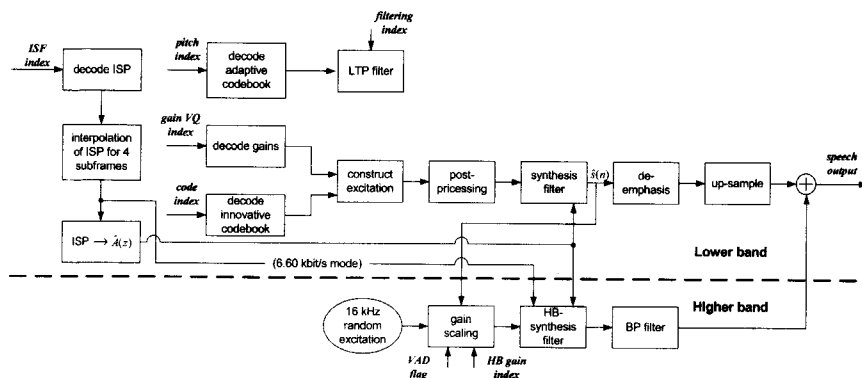 filtering
index
ISF
index
decode ISP
pitch
index
decode
adaptive
codebook
LTP filter
interpolation
of ISP for 4
subframes
gain VQ
index
decode gains
code
index
decode
innovative
codebook
construct
excitation
post-
prpcessing
synthesis
filter
ŝ(n)
de-
emphasis
up-sample
speech
output
ISP → Â(z)
Lower band
(6.60 kbit/s mode)
Higher band
16 kHz
random
excitation
gain
scaling
HB-
synthesis
filter
BP filter
VAD
flag
HB gain
index